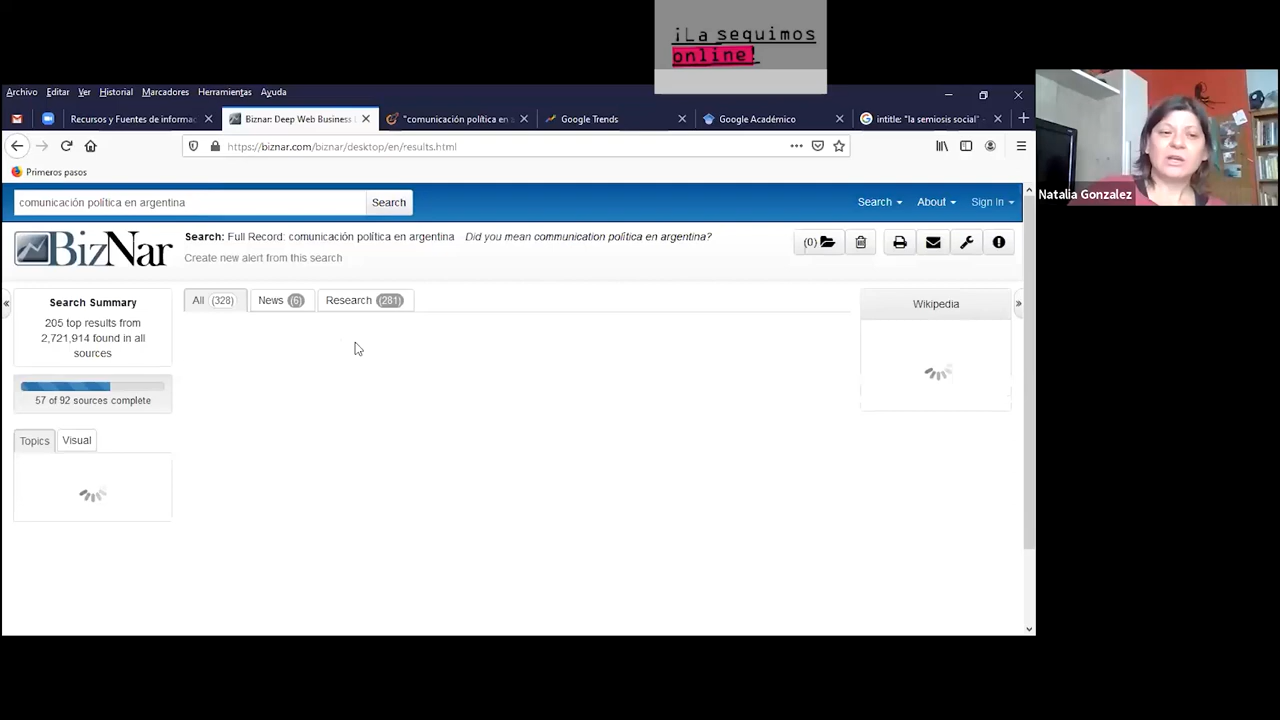 ¡La seguimos
online!
Archivo Editar Ver Historial Marcadores Herramientas Ayuda
Recursos y Fuentes de informac
Biznar: Deep Web Business
"comunicación política en a
Google Trends
Google Académico
intitle: "la semiosis social" -
https://biznar.com/biznar/desktop/en/results.html
Primeros pasos
Natalia Gonzalez
comunicación política en argentina
Search
Search
About
Sign In
BizNar
Search: Full Record: comunicación política en argentina Did you mean communication política en argentina?
Create new alert from this search
(0)
Search Summary
205 top results from
2,721,914 found in all
sources
57 of 92 sources complete
Topics Visual
All (328)
News (6)
Research (281)
Wikipedia